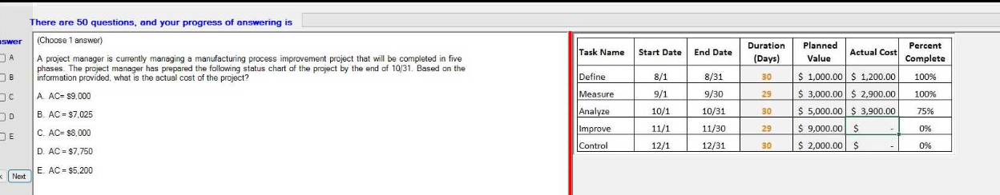 There are 50 questions, and your progress of answering is
(Choose 1 answer)
A
A project manager is currently managing a manufacturing process improvement project that will be completed in five
phases. The project manager has prepared the following status chart of the project by the end of 10/31. Based on the
B
information provided, what is the actual cost of the project?
C
A. AC= $9,000
D
B. AC = $7,025
E
C. AC= $8,000
D. AC = $7,750
E. AC = $5,200
Next
Task Name Start Date End Date Duration (Days) Planned Value Actual Cost Percent Complete
Define 8/1 8/31 30 $ 1,000.00 $ 1,200.00 100%
Measure 9/1 9/30 29 $ 3,000.00 $ 2,900.00 100%
Analyze 10/1 10/31 30 $ 5,000.00 $ 3,900.00 75%
Improve 11/1 11/30 29 $ 9,000.00 $ - 0%
Control 12/1 12/31 30 $ 2,000.00 $ - 0%